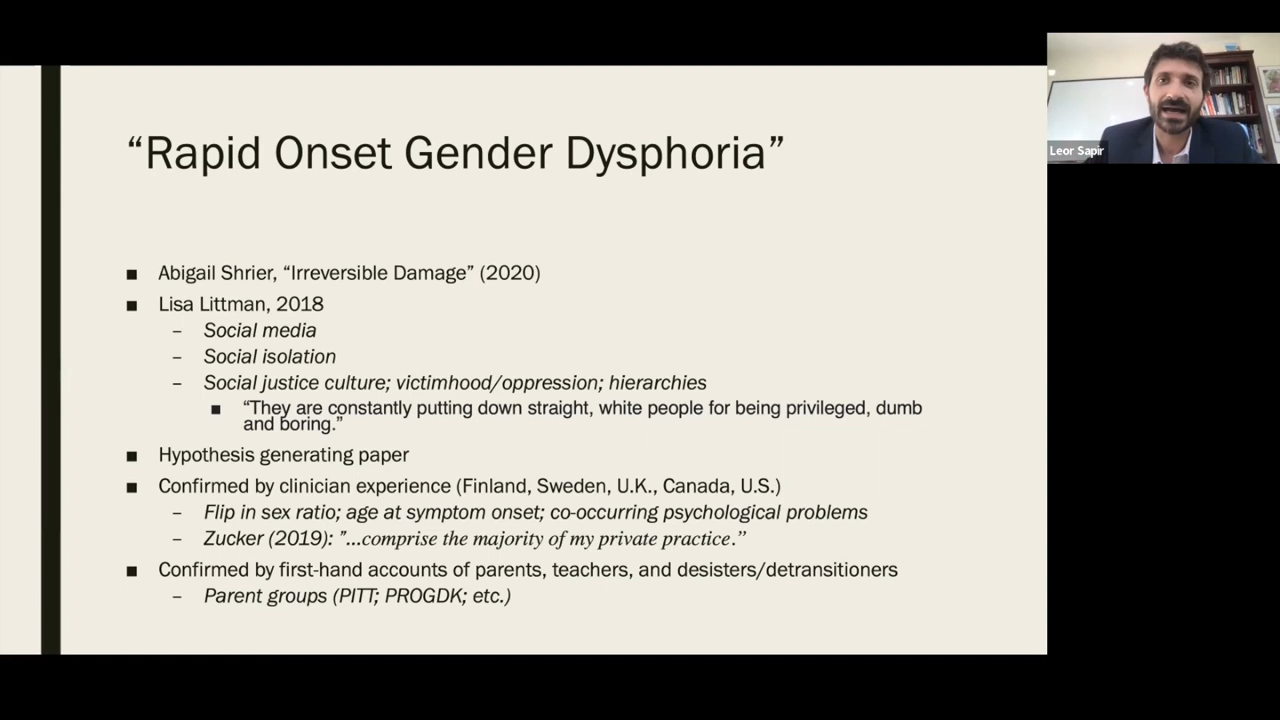 “Rapid Onset Gender Dysphoria”
■ Abigail Shrier, “Irreversible Damage” (2020)
■ Lisa Littman, 2018
– Social media
– Social isolation
– Social justice culture; victimhood/oppression; hierarchies
■ “They are constantly putting down straight, white people for being privileged, dumb
and boring.”
■ Hypothesis generating paper
■ Confirmed by clinician experience (Finland, Sweden, U.K., Canada, U.S.)
– Flip in sex ratio; age at symptom onset; co-occurring psychological problems
– Zucker (2019): ”…comprise the majority of my private practice.”
■ Confirmed by first-hand accounts of parents, teachers, and desisters/detransitioners
– Parent groups (PITT; PROGDK; etc.)
Leor Sapir